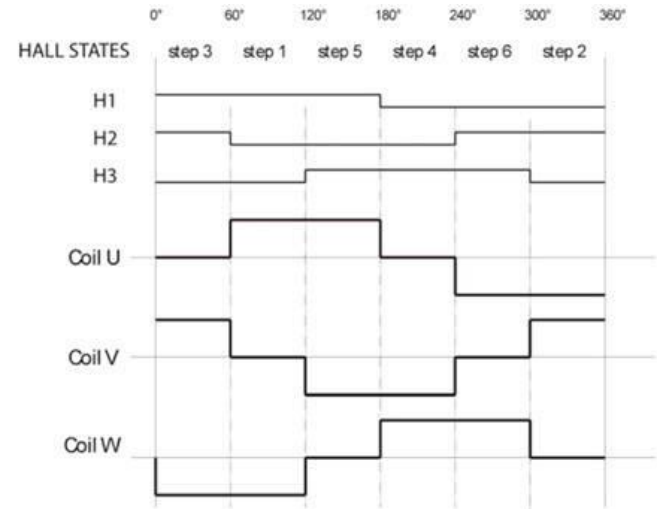 0° 60° 120° 180° 240° 300° 360°
HALL STATES step 3 step 1 step 5 step 4 step 6 step 2
H1
H2
H3
Coil U
Coil V
Coil W